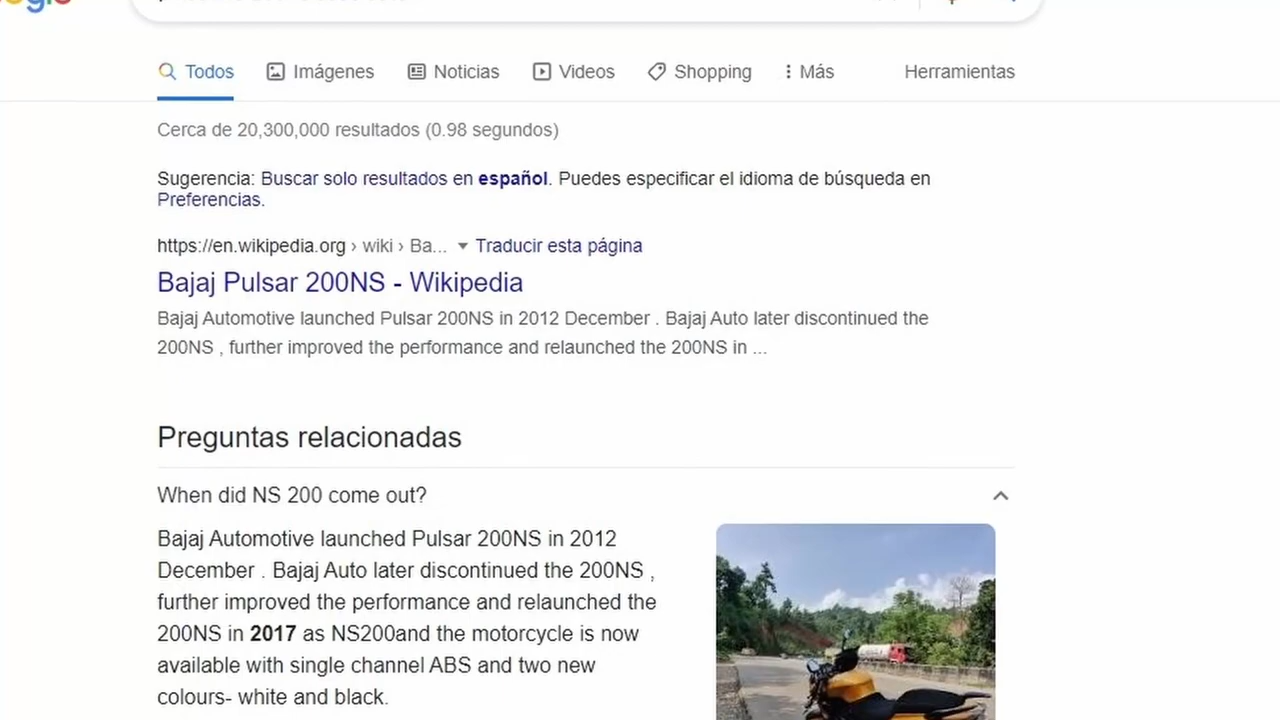 Todos Imágenes Noticias Videos Shopping Más Herramientas
Cerca de 20,300,000 resultados (0.98 segundos)
Sugerencia: Buscar solo resultados en español. Puedes especificar el idioma de búsqueda en
Preferencias.
https://en.wikipedia.org › wiki › Ba... Traducir esta página
Bajaj Pulsar 200NS - Wikipedia
Bajaj Automotive launched Pulsar 200NS in 2012 December . Bajaj Auto later discontinued the
200NS , further improved the performance and relaunched the 200NS in ...
Preguntas relacionadas
When did NS 200 come out?
Bajaj Automotive launched Pulsar 200NS in 2012
December . Bajaj Auto later discontinued the 200NS ,
further improved the performance and relaunched the
200NS in 2017 as NS200and the motorcycle is now
available with single channel ABS and two new
colours- white and black.